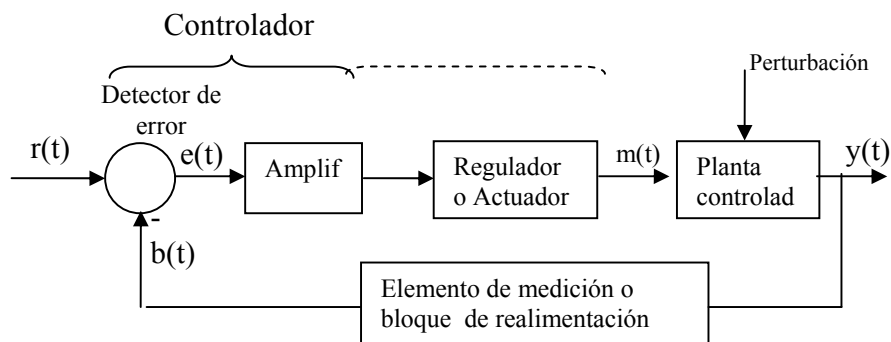 Controlador
Perturbación
Detector de
error
r(t)
e(t)
Amplif
Regulador
o Actuador
m(t)
Planta
controlad
y(t)
-
b(t)
Elemento de medición o
bloque de realimentación